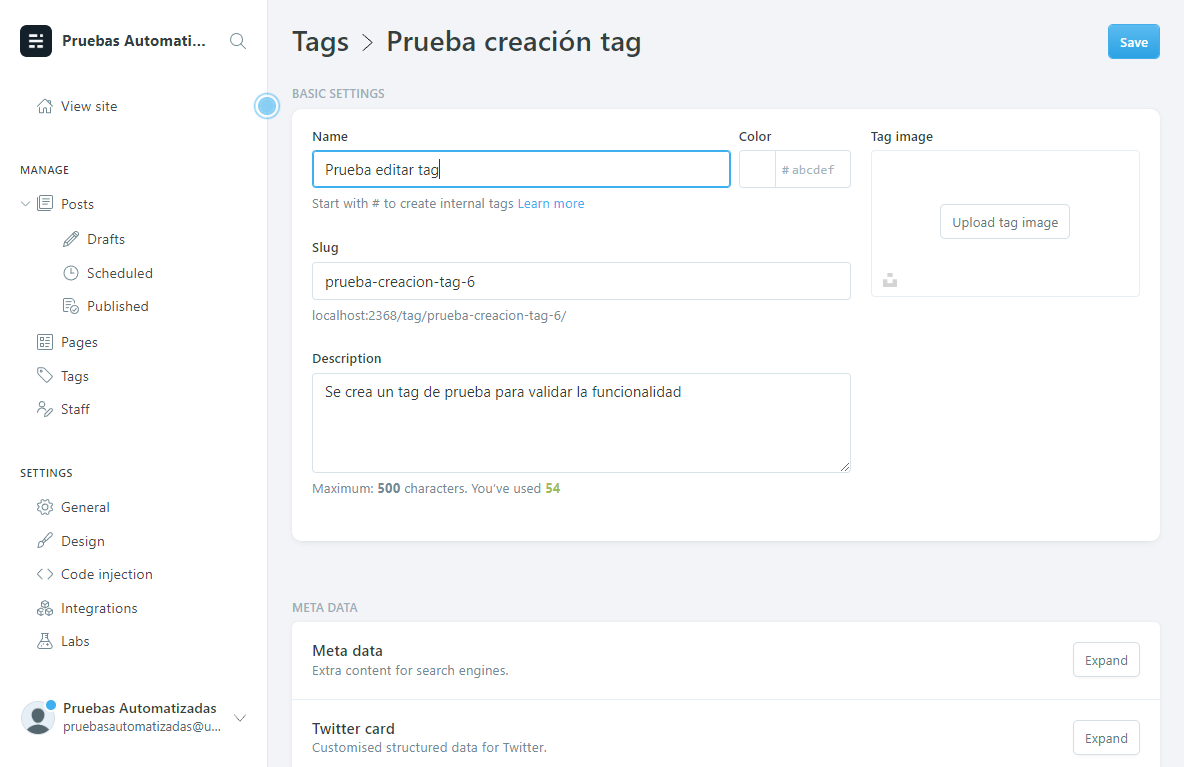 Pruebas Automati...
View site
MANAGE
Posts
Drafts
Scheduled
Published
Pages
Tags
Staff
SETTINGS
General
Design
Code injection
Integrations
Labs
Pruebas Automatizadas
pruebasautomatizadas@u...
Tags > Prueba creación tag
Save
BASIC SETTINGS
Name
Prueba editar tag
Start with # to create internal tags Learn more
Color
# abcdef
Tag image
Upload tag image
Slug
prueba-creacion-tag-6
localhost:2368/tag/prueba-creacion-tag-6/
Description
Se crea un tag de prueba para validar la funcionalidad
Maximum: 500 characters. You've used 54
META DATA
Meta data
Extra content for search engines.
Expand
Twitter card
Customised structured data for Twitter.
Expand